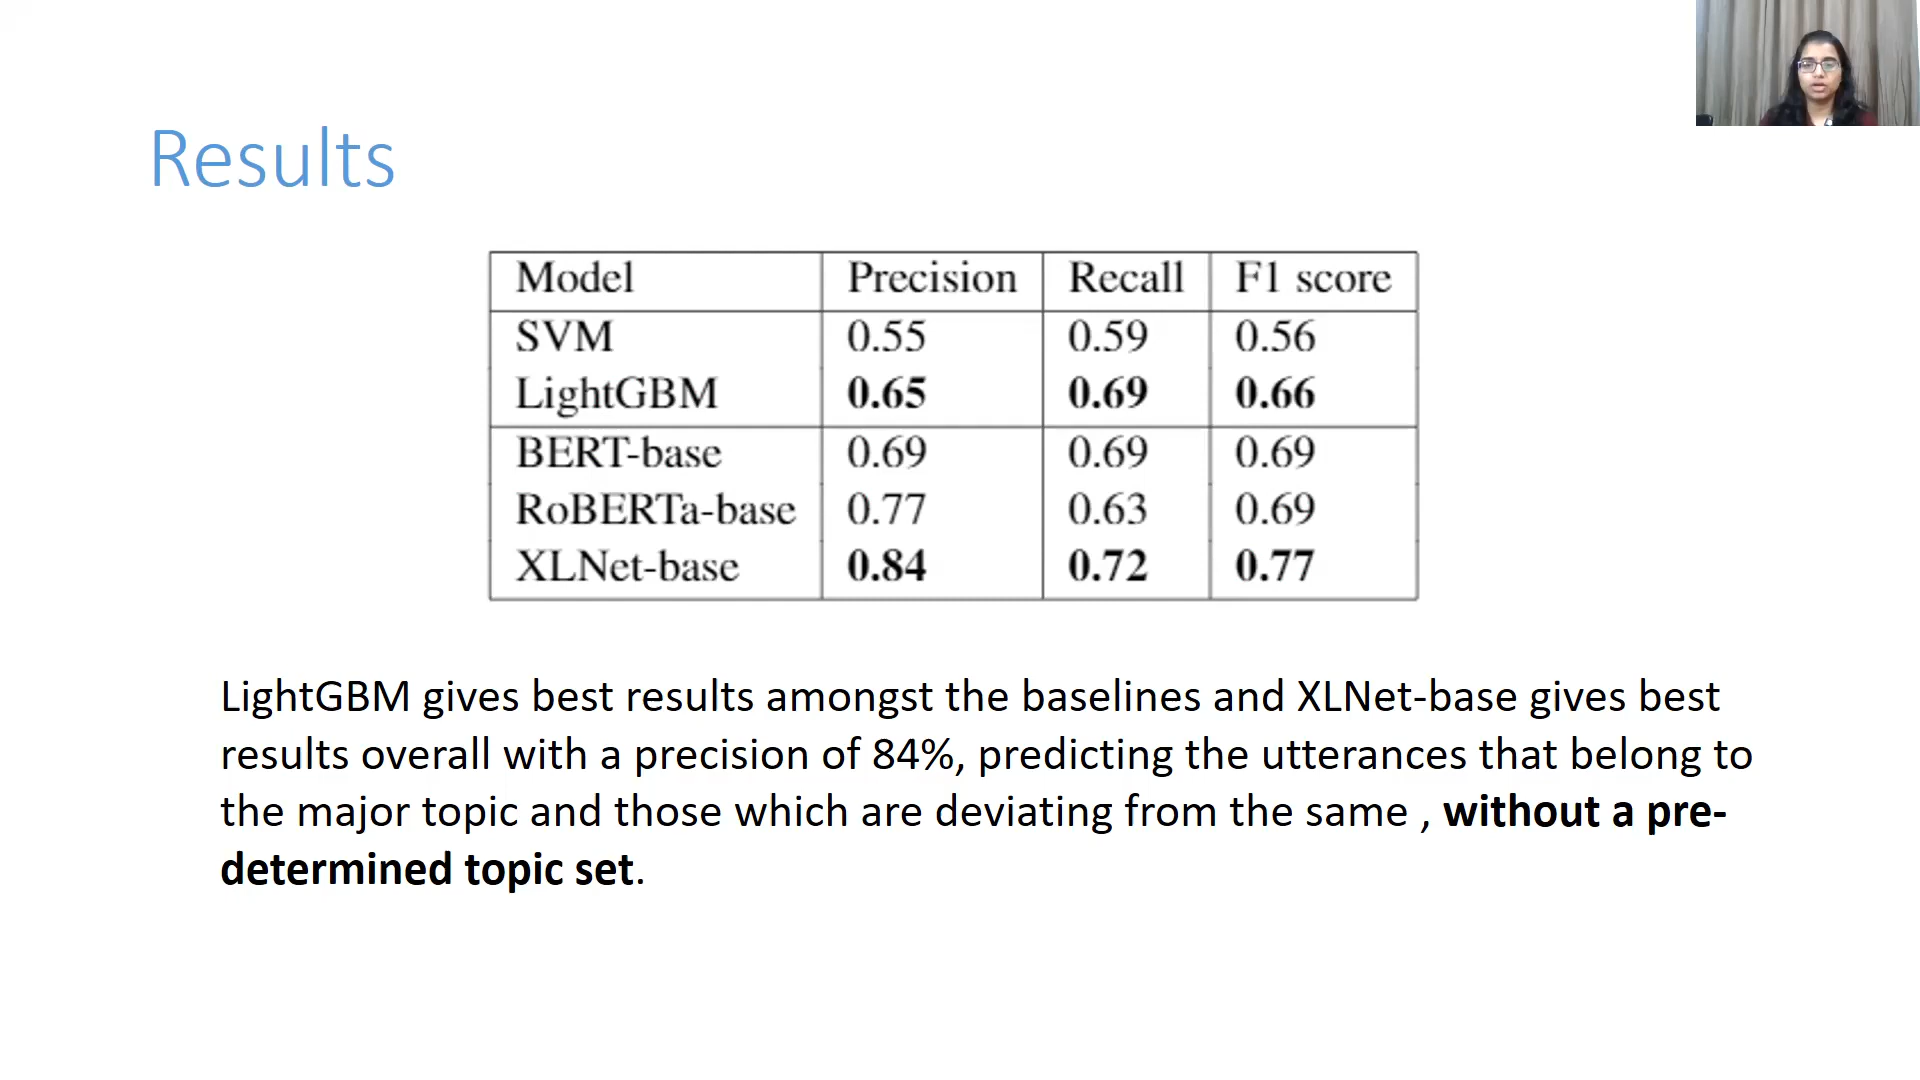 Results
Model Precision Recall F1 score
SVM 0.55 0.59 0.56
LightGBM 0.65 0.69 0.66
BERT-base 0.69 0.69 0.69
RoBERTa-base 0.77 0.63 0.69
XLNet-base 0.84 0.72 0.77
LightGBM gives best results amongst the baselines and XLNet-base gives best
results overall with a precision of 84%, predicting the utterances that belong to
the major topic and those which are deviating from the same , without a pre-
determined topic set.